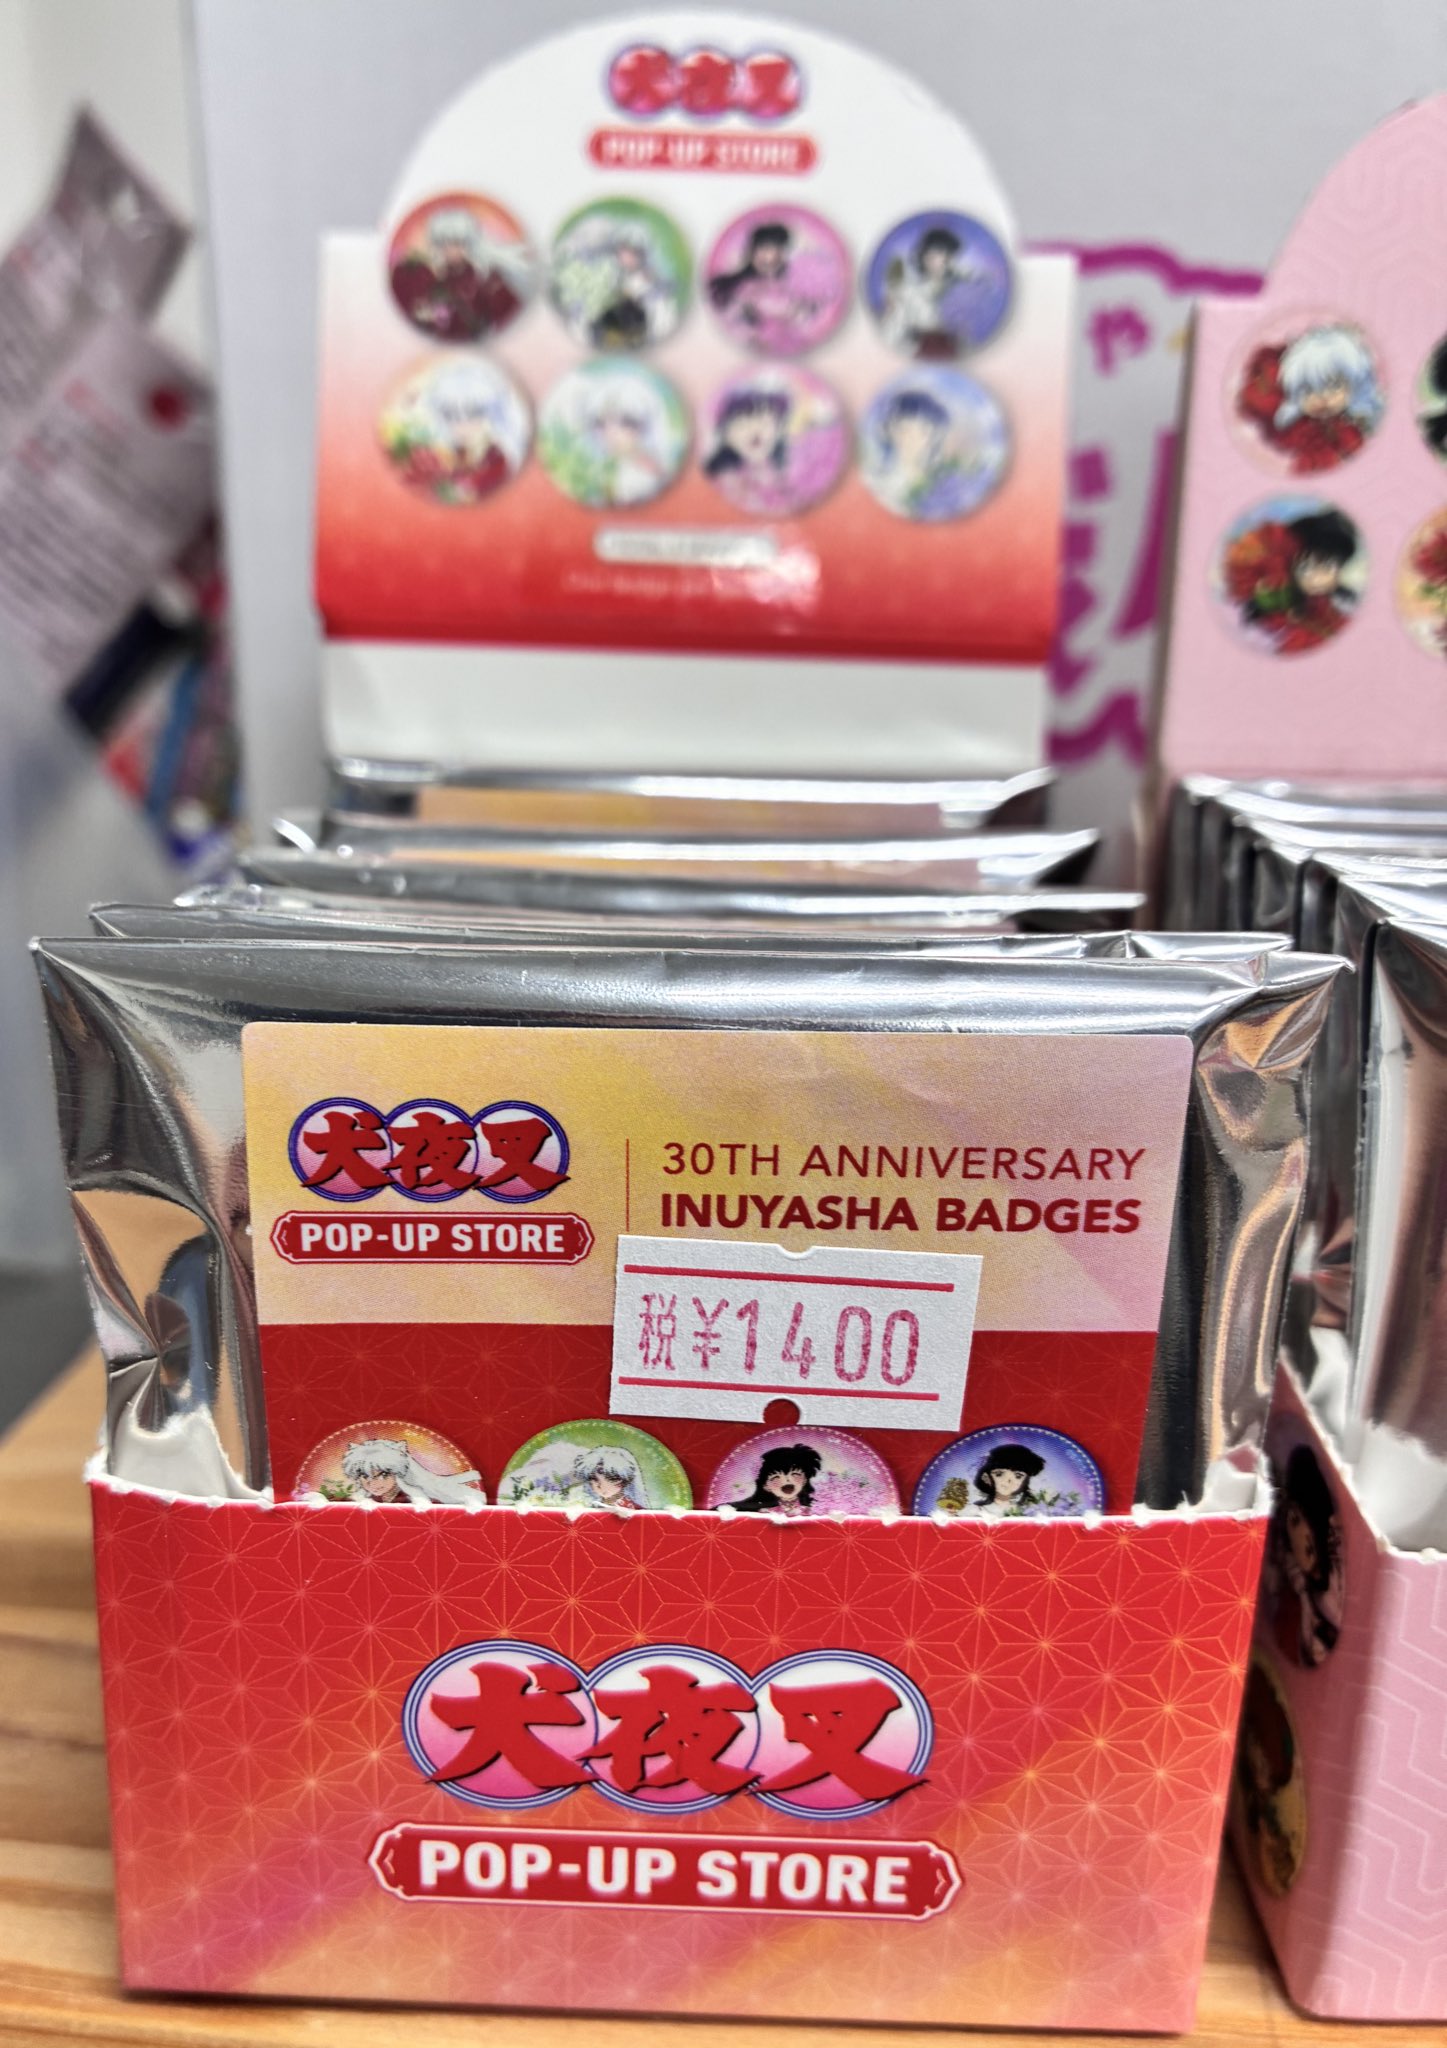 犬夜叉
POP-UP STORE
犬夜叉
POP-UP STORE
30TH ANNIVERSARY
INUYASHA BADGES
税¥1400
犬夜叉
POP-UP STORE